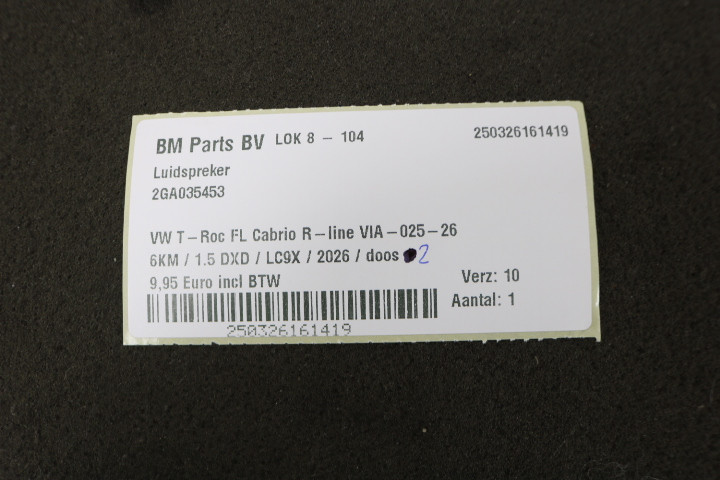 BM Parts BV LOK 8 – 104 250326161419
Luidspreker
2GA035453
VW T–Roc FL Cabrio R–line VIA–025–26
6KM / 1.5 DXD / LC9X / 2026 / doos 2
9,95 Euro incl BTW Verz: 10
Aantal: 1
250326161419